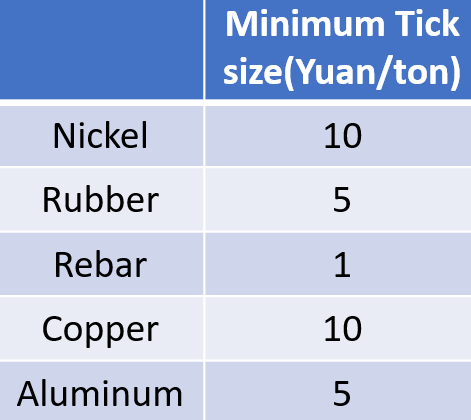 Minimum Tick
size(Yuan/ton)
Nickel 10
Rubber 5
Rebar 1
Copper 10
Aluminum 5